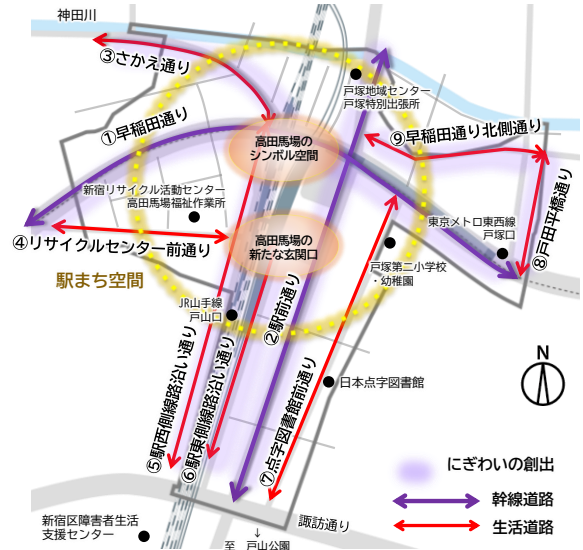 神田川
③さかえ通り
戸塚地域センター
戸塚特別出張所
①早稲田通り
高田馬場の
シンボル空間
⑨早稲田通り北側通り
新宿リサイクル活動センター
高田馬場福祉作業所
東京メトロ東西線
戸塚口
⑧戸田平橋通り
④リサイクルセンター前通り
高田馬場の
新たな玄関口
戸塚第二小学校
・幼稚園
駅まち空間
JR山手線
戸山口
②駅前通り
⑤駅西側線路沿い通り
⑥駅東側線路沿い通り
⑦点字図書館前通り
日本点字図書館
N
にぎわいの創出
幹線道路
生活道路
新宿区障害者生活
支援センター
諏訪通り
↓
至 戸山公園